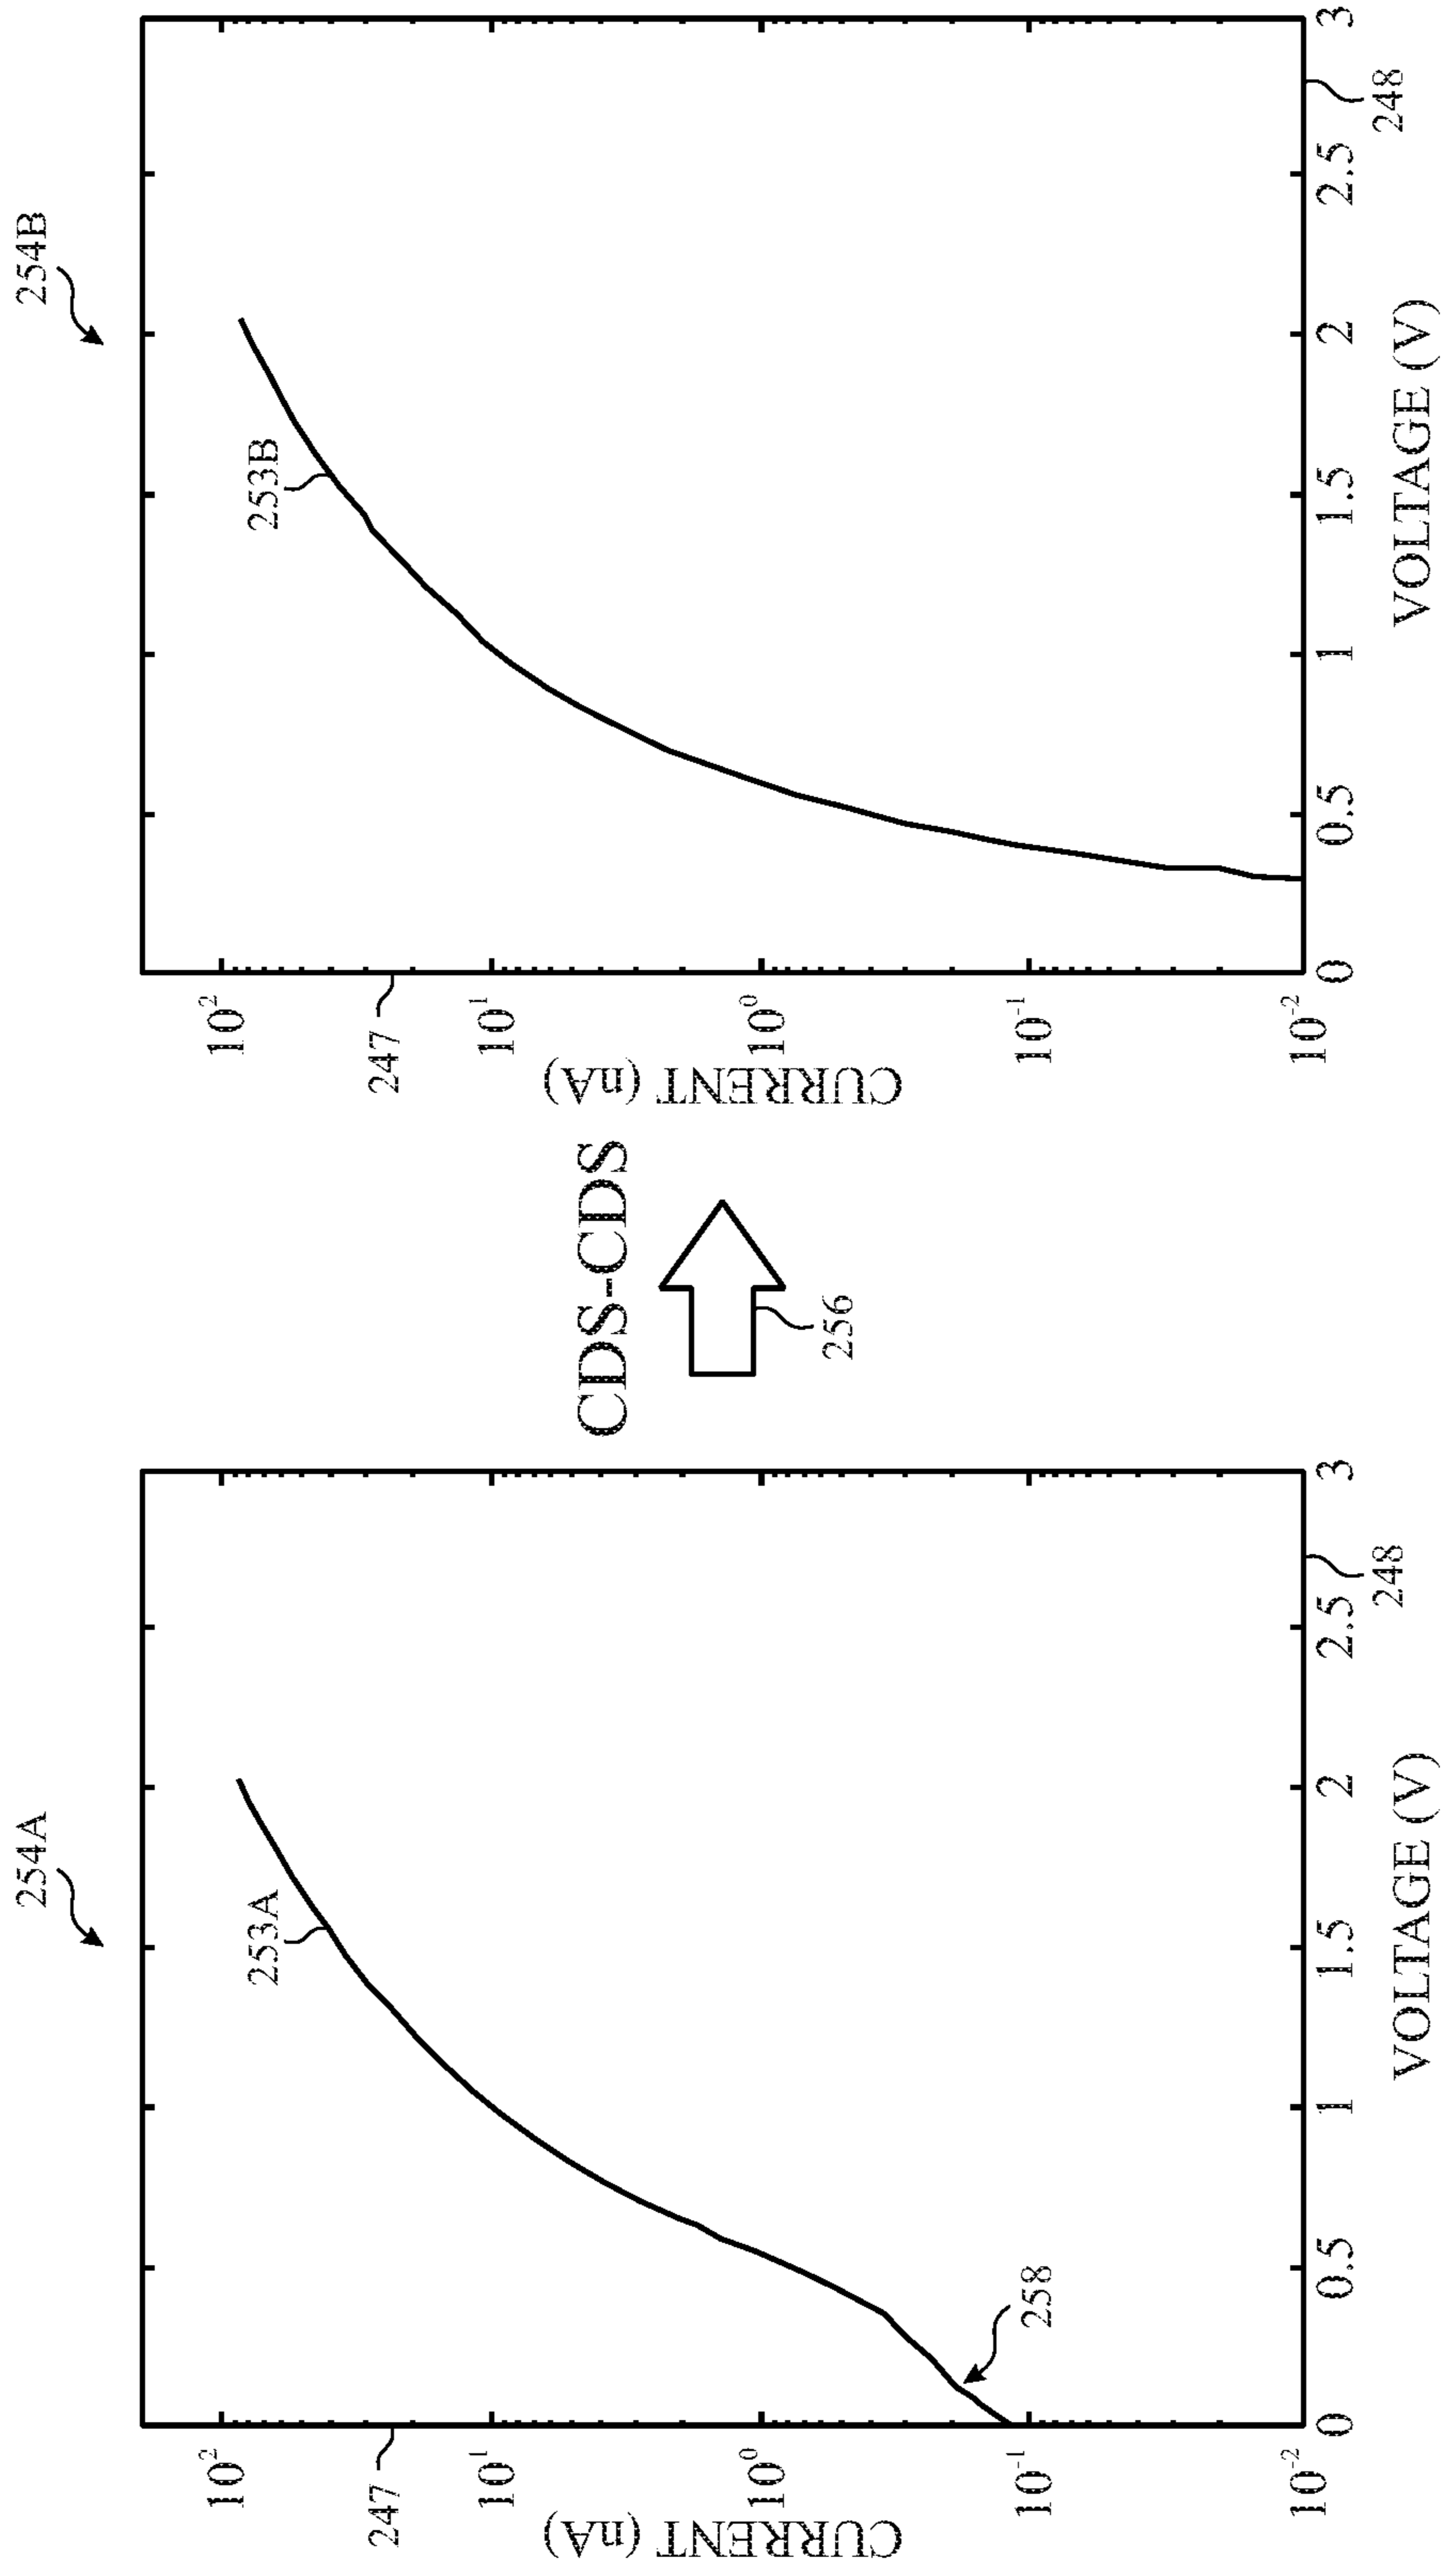 254A
253A
258
247
248
10²
10¹
10⁰
10⁻¹
10⁻²
CURRENT (nA)
0 0.5 1 1.5 2 2.5 3
VOLTAGE (V)
CDS-CDS
256
254B
253B
247
248
10²
10¹
10⁰
10⁻¹
10⁻²
CURRENT (nA)
0 0.5 1 1.5 2 2.5 3
VOLTAGE (V)